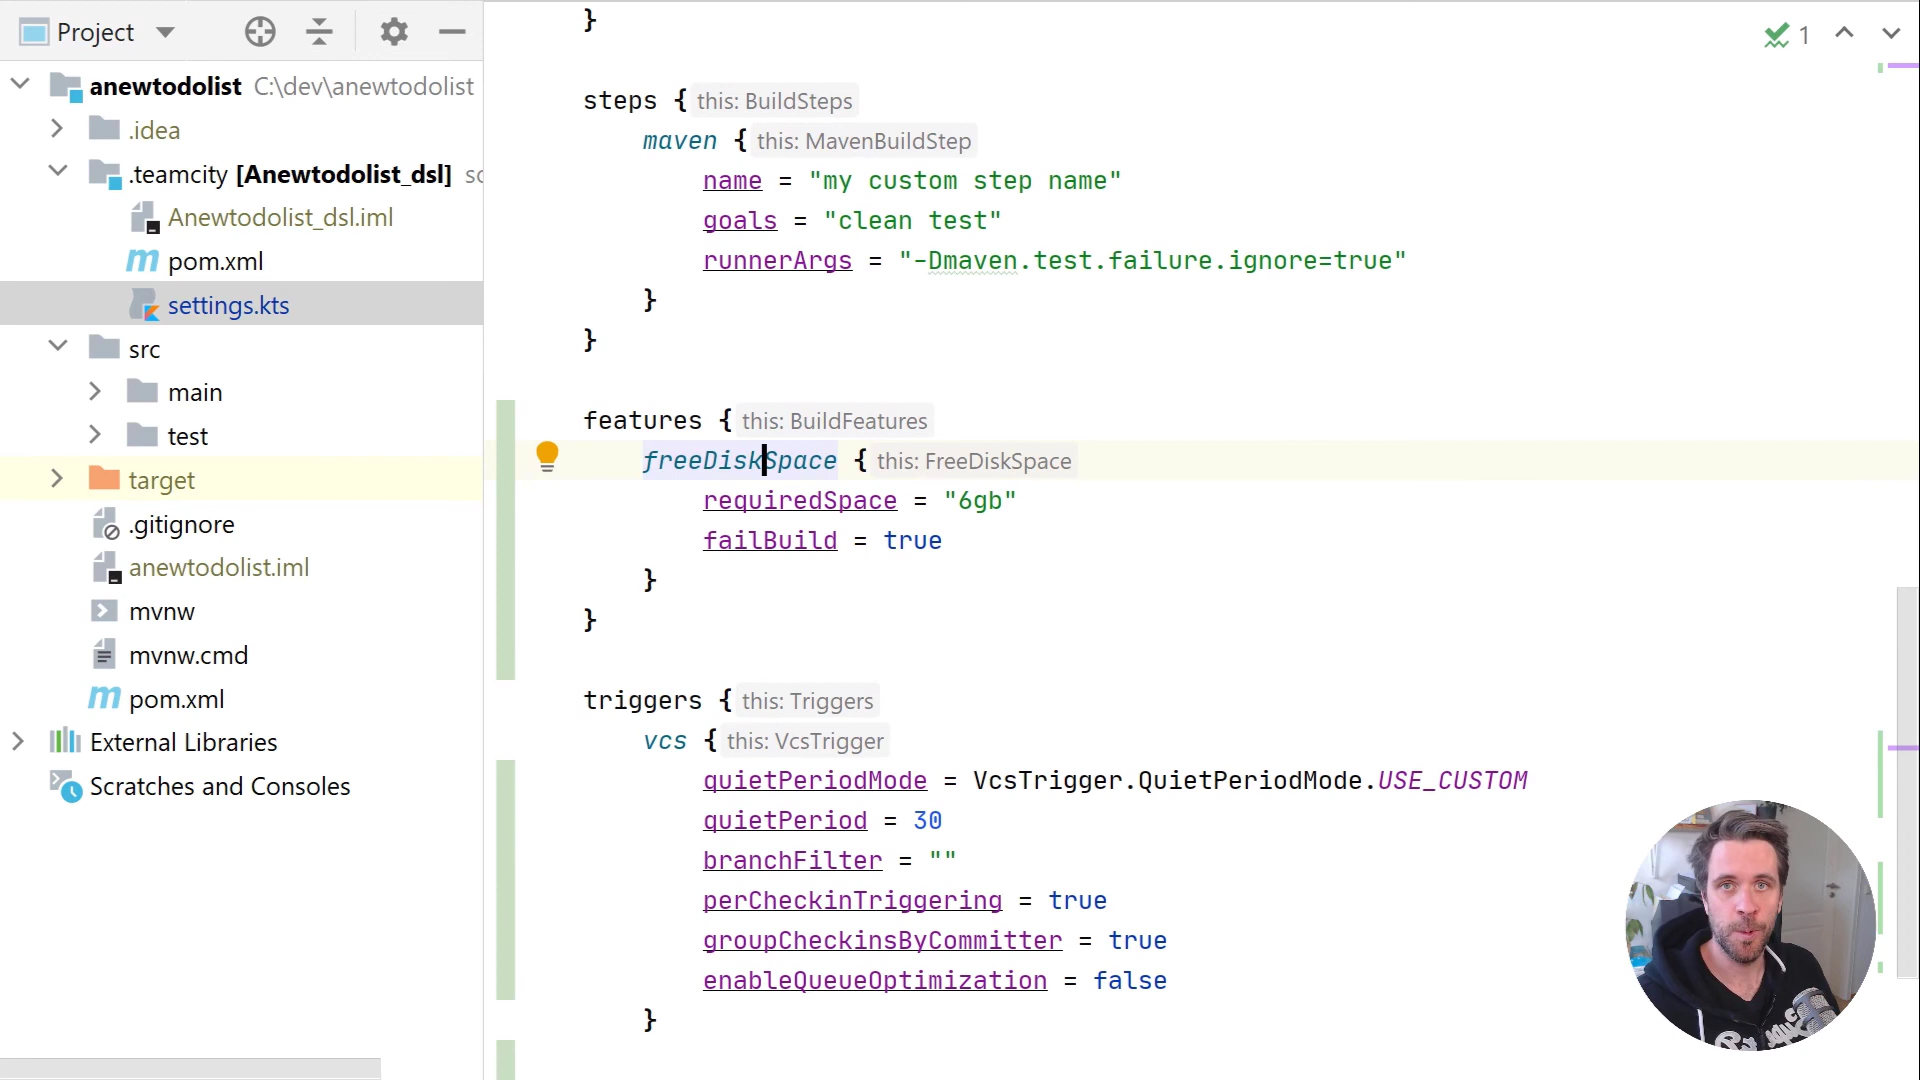 Project
anewtodolist C:\dev\anewtodolist
.idea
.teamcity [Anewtodolist_dsl] sc
Anewtodolist_dsl.iml
pom.xml
settings.kts
src
main
test
target
.gitignore
anewtodolist.iml
mvnw
mvnw.cmd
pom.xml
External Libraries
Scratches and Consoles
}
1
steps { this: BuildSteps
maven { this: MavenBuildStep
name = "my custom step name"
goals = "clean test"
runnerArgs = "-Dmaven.test.failure.ignore=true"
}
}
features { this: BuildFeatures
freeDiskSpace { this: FreeDiskSpace
requiredSpace = "6gb"
failBuild = true
}
}
triggers { this: Triggers
vcs { this: VcsTrigger
quietPeriodMode = VcsTrigger.QuietPeriodMode.USE_CUSTOM
quietPeriod = 30
branchFilter = ""
perCheckinTriggering = true
groupCheckinsByCommitter = true
enableQueueOptimization = false
}